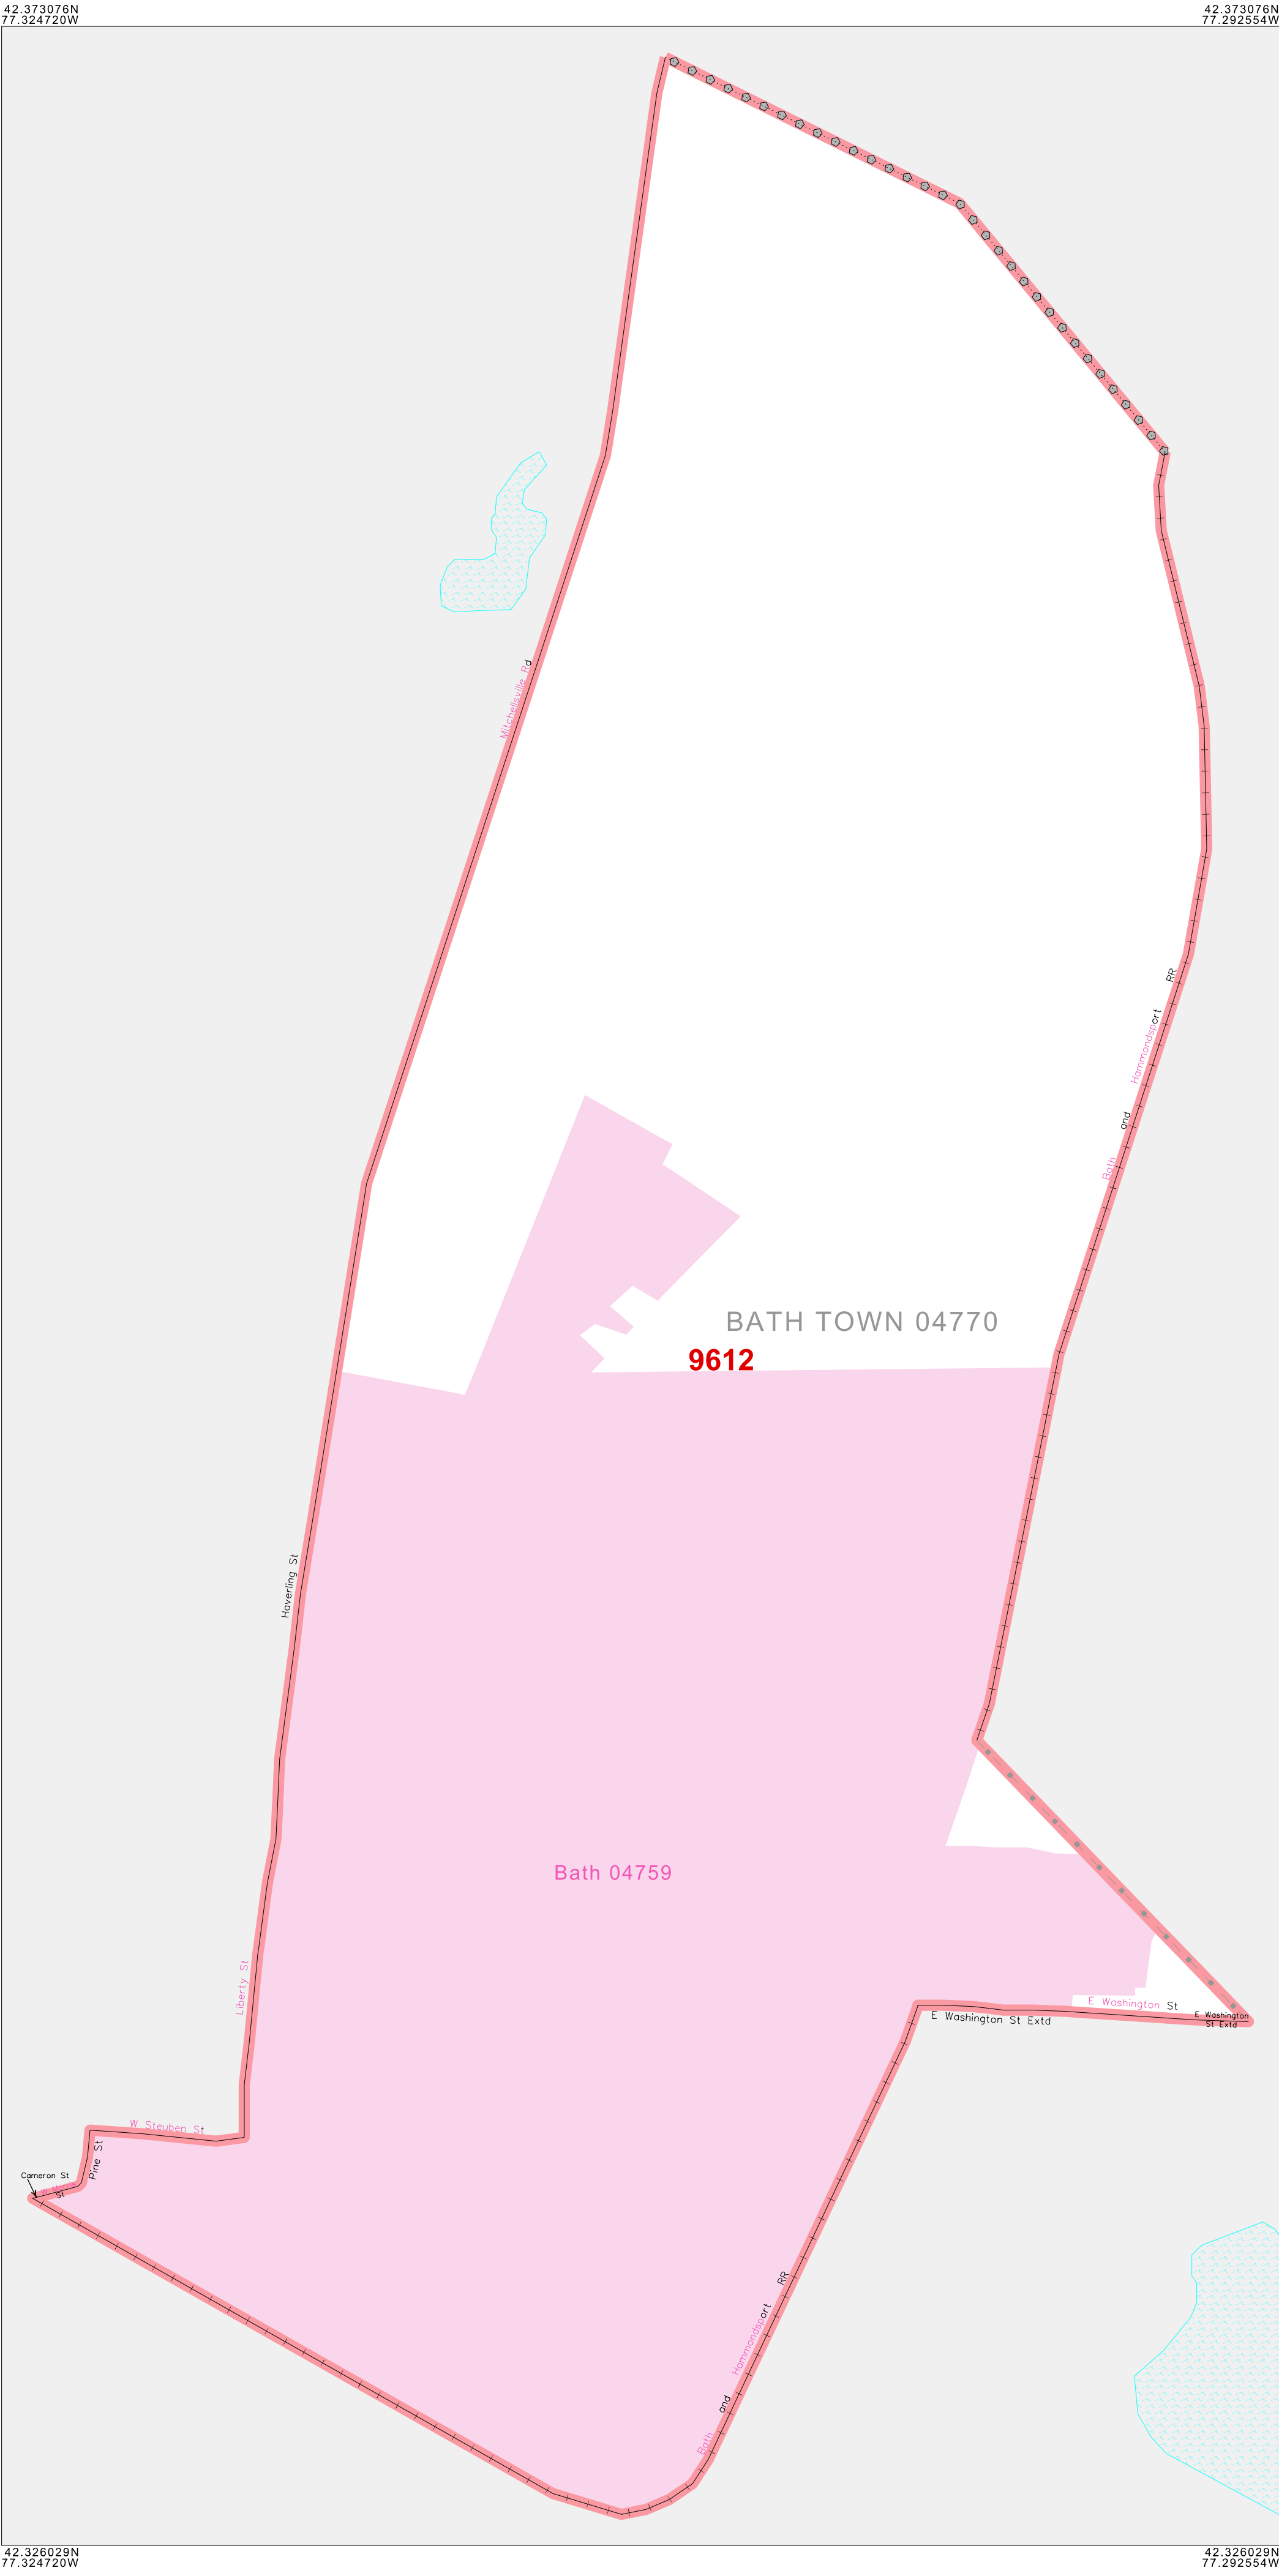 42.373076N
77.324720W
42.373076N
77.292554W
Mitchellsville Rd
Bath and Hammondsport RR
BATH TOWN 04770
9612
Haverling St
Bath 04759
Liberty St
E Washington St
E Washington St Extd
E Washington
St Extd
W Steuben St
Pine St
Cameron St
St
Bath and Hammondsport RR
42.326029N
77.324720W
42.326029N
77.292554W